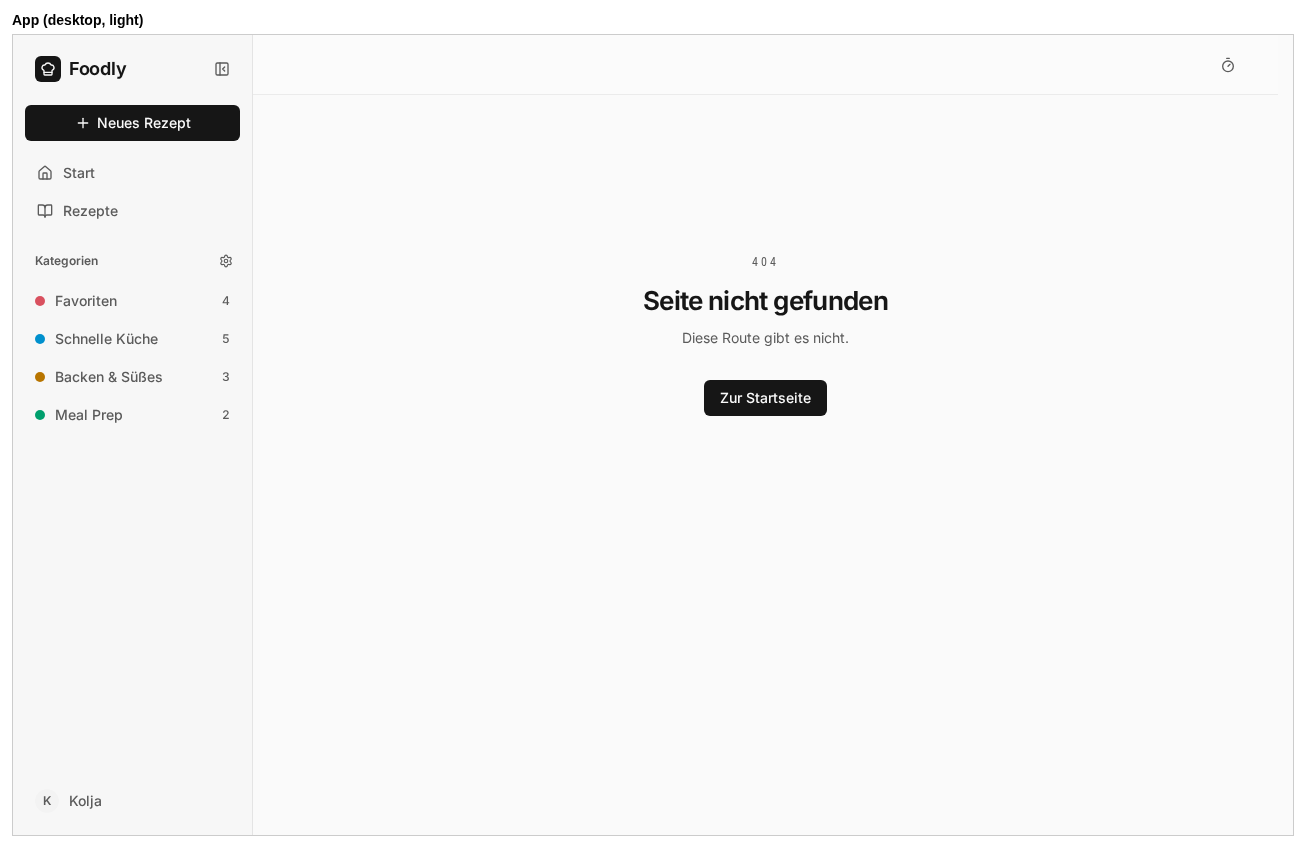 App (desktop, light)
Foodly
Neues Rezept
Start
Rezepte
Kategorien
Favoriten 4
Schnelle Küche 5
Backen & Süßes 3
Meal Prep 2
K Kolja
404
Seite nicht gefunden
Diese Route gibt es nicht.
Zur Startseite